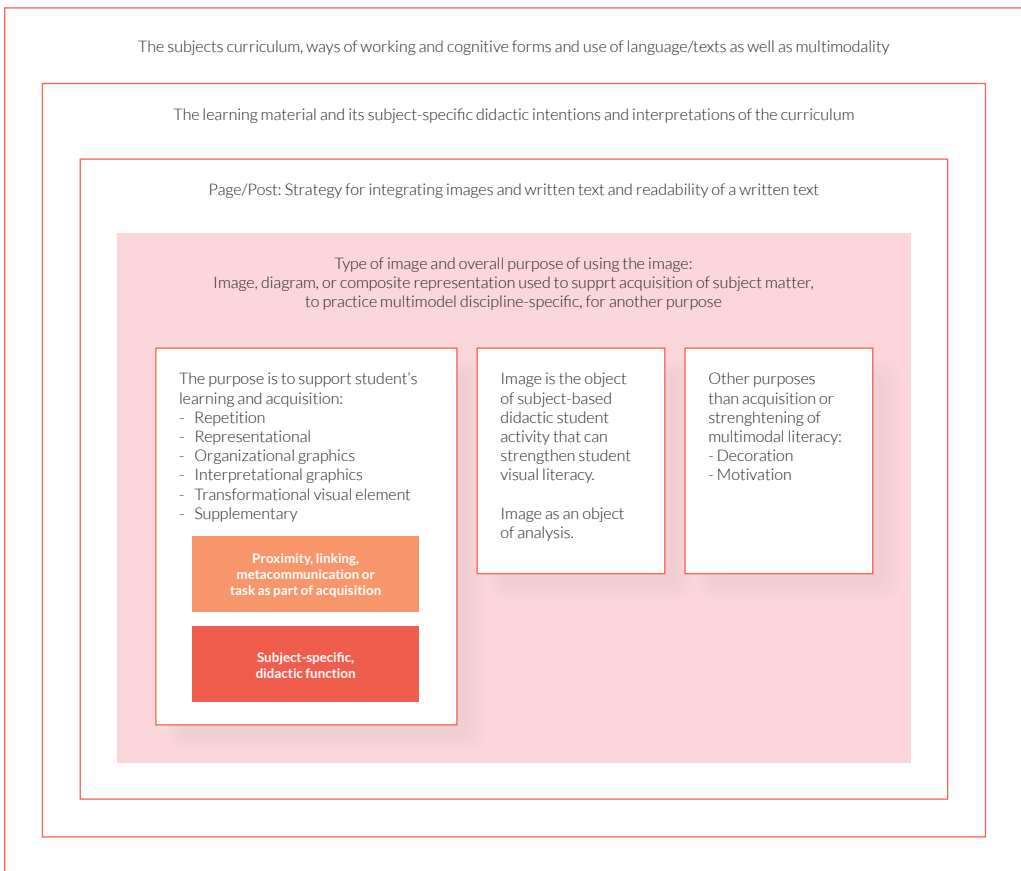 The subjects curriculum, ways of working and cognitive forms and use of language/texts as well as multimodality
The learning material and its subject-specific didactic intentions and interpretations of the curriculum
Page/Post: Strategy for integrating images and written text and readability of a written text
Type of image and overall purpose of using the image:
Image, diagram, or composite representation used to supprt acquisition of subject matter,
to practice multimodel discipline-specific, for another purpose
The purpose is to support student's
learning and acquisition:
- Repetition
- Representational
- Organizational graphics
- Interpretational graphics
- Transformational visual element
- Supplementary
Proximity, linking,
metacommunication or
task as part of acquisition
Subject-specific,
didactic function
Image is the object
of subject-based
didactic student
activity that can
strengthen student
visual literacy.
Image as an object
of analysis.
Other purposes
than acquisition or
strenghtening of
multimodal literacy:
- Decoration
- Motivation